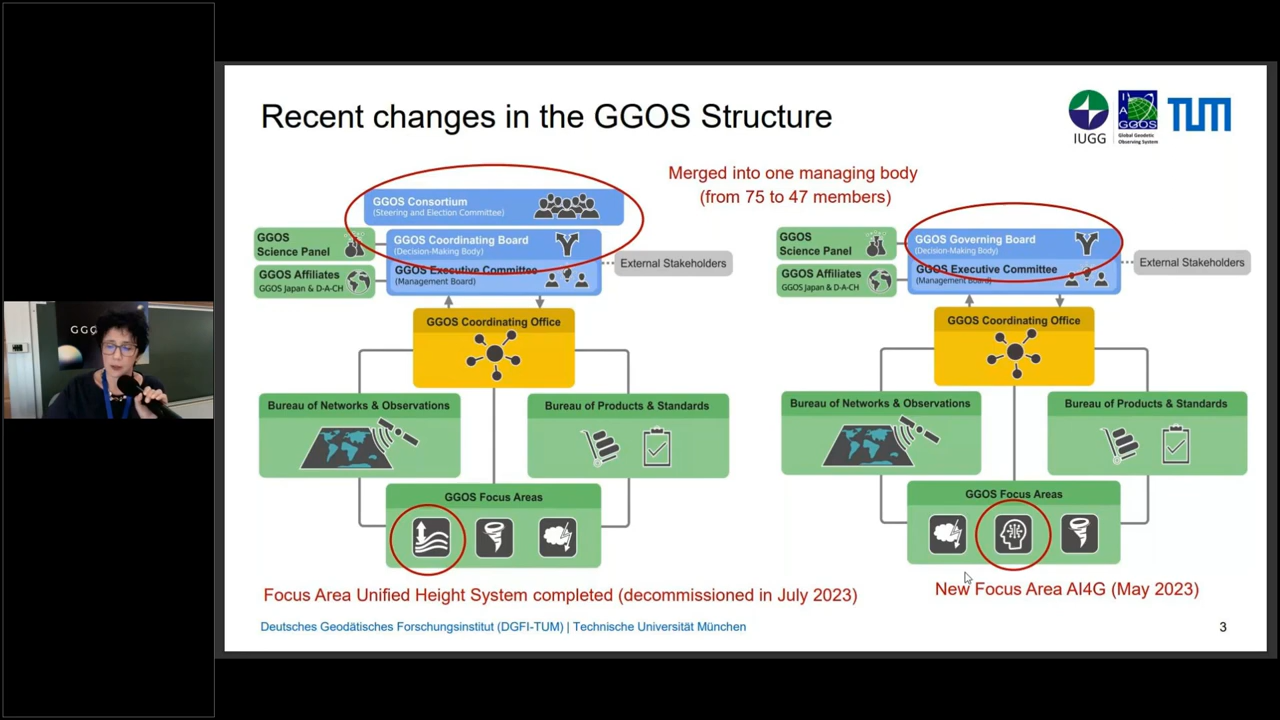 Recent changes in the GGOS Structure
IUGG
I
A
GGOS
Global Geodetic
Observing System
TUM
Merged into one managing body
(from 75 to 47 members)
GGOS Consortium
(Steering and Election Committee)
GGOS
Science Panel
GGOS Coordinating Board
(Decision-Making Body)
GGOS Affiliates
GGOS Japan & D-A-CH
GGOS Executive Committee
(Management Board)
External Stakeholders
GGOS Coordinating Office
Bureau of Networks & Observations
Bureau of Products & Standards
GGOS Focus Areas
Focus Area Unified Height System completed (decommissioned in July 2023)
GGOS
Science Panel
GGOS Governing Board
(Decision-Making Body)
GGOS Affiliates
GGOS Japan & D-A-CH
GGOS Executive Committee
(Management Board)
External Stakeholders
GGOS Coordinating Office
Bureau of Networks & Observations
Bureau of Products & Standards
GGOS Focus Areas
New Focus Area AI4G (May 2023)
Deutsches Geodätisches Forschungsinstitut (DGFI-TUM) | Technische Universität München
3